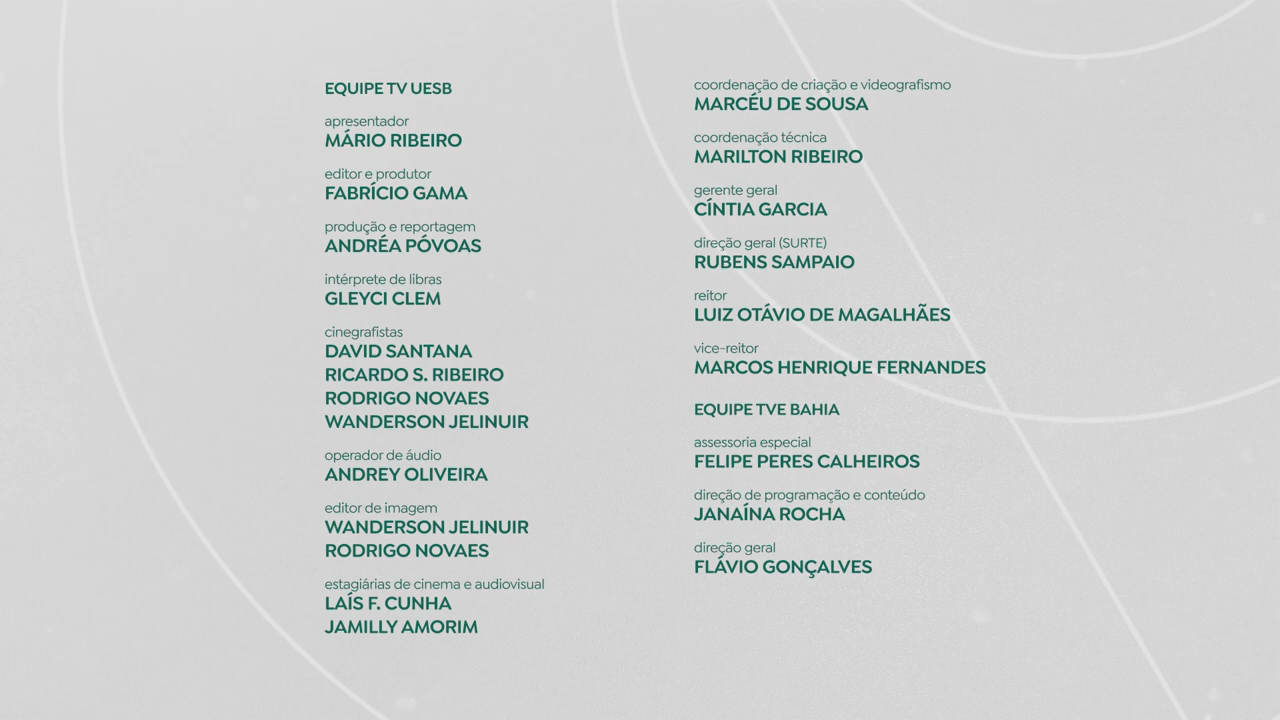 EQUIPE TV UESB
apresentador
MÁRIO RIBEIRO
editor e produtor
FABRÍCIO GAMA
produção e reportagem
ANDRÉA PÓVOAS
intérprete de libras
GLEYCI CLEM
cinegrafistas
DAVID SANTANA
RICARDO S. RIBEIRO
RODRIGO NOVAES
WANDERSON JELINUIR
operador de áudio
ANDREY OLIVEIRA
editor de imagem
WANDERSON JELINUIR
RODRIGO NOVAES
estagiárias de cinema e audiovisual
LAÍS F. CUNHA
JAMILLY AMORIM
coordenação de criação e videografismo
MARCÉU DE SOUSA
coordenação técnica
MARILTON RIBEIRO
gerente geral
CÍNTIA GARCIA
direção geral (SURTE)
RUBENS SAMPAIO
reitor
LUIZ OTÁVIO DE MAGALHÃES
vice-reitor
MARCOS HENRIQUE FERNANDES
EQUIPE TVE BAHIA
assessoria especial
FELIPE PERES CALHEIROS
direção de programação e conteúdo
JANAÍNA ROCHA
direção geral
FLÁVIO GONÇALVES